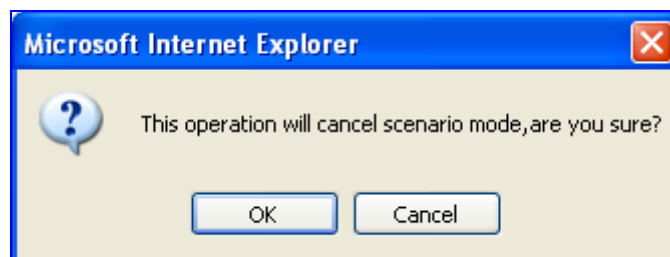 Microsoft Internet Explorer
This operation will cancel scenario mode,are you sure?
OK
Cancel